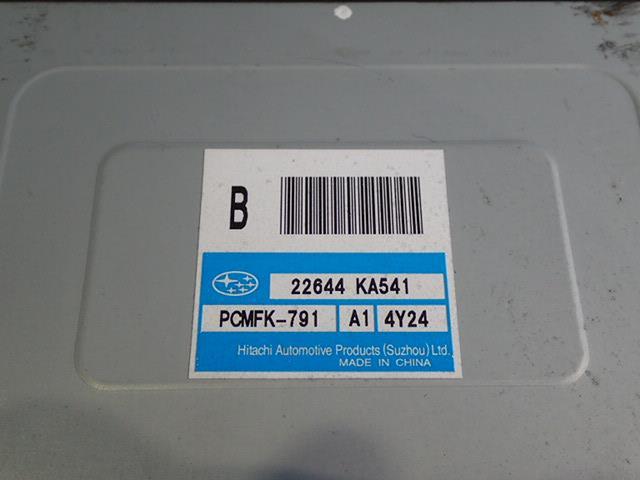 B
22644 KA541
PCMFK-791 A1 4Y24
Hitachi Automotive Products (Suzhou) Ltd.
MADE IN CHINA